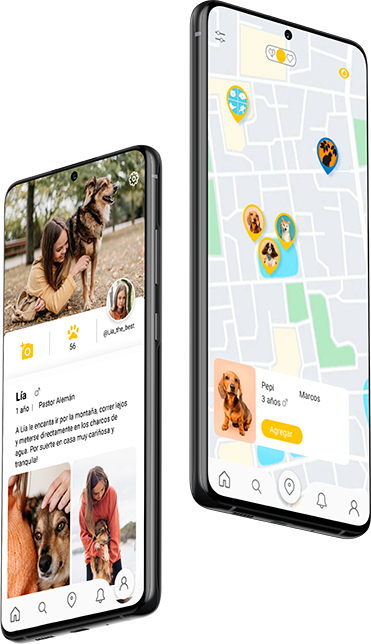 56
@Lia_the_best
Lía
1 año | Pastor Alemán
A Lía le encanta ir por la montaña, correr lejos
y meterse directamente en los charcos de
agua. Por suerte en casa muy cariñosa y
tranquila!
Pepi Marcos
3 años
Agregar